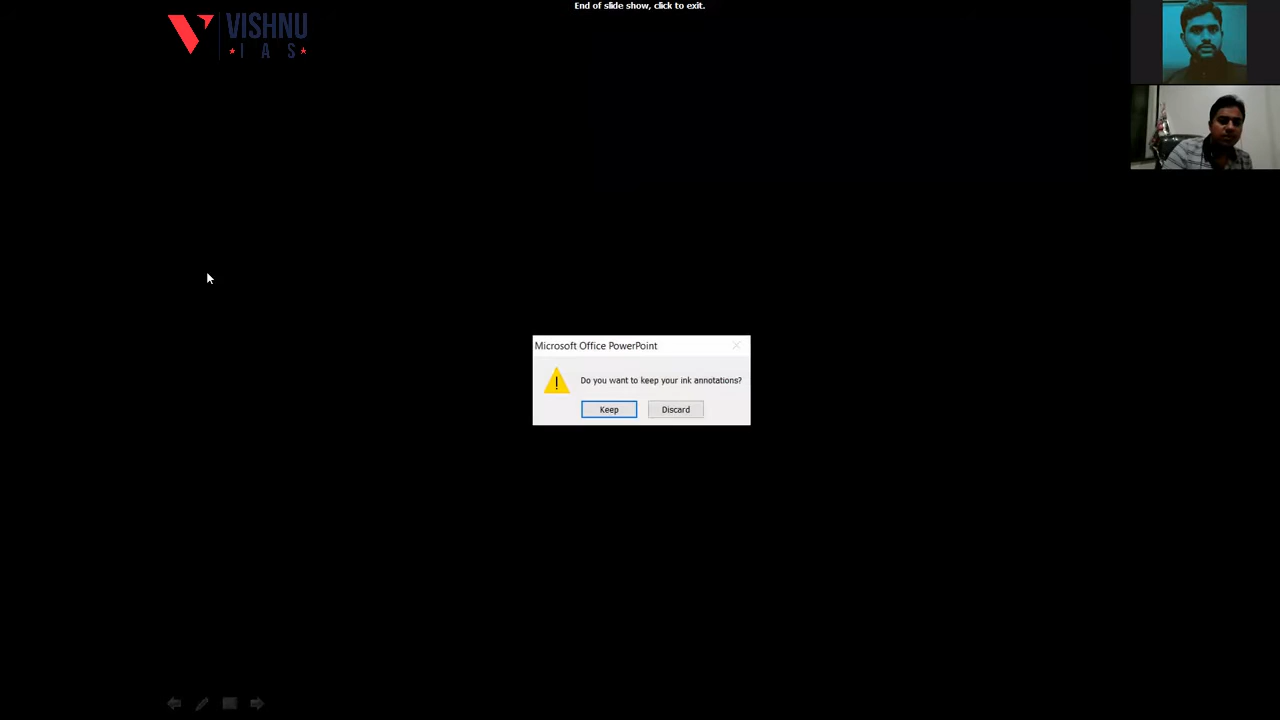 End of slide show, click to exit.
VISHNU
IAS
Microsoft Office PowerPoint
Do you want to keep your ink annotations?
Keep
Discard